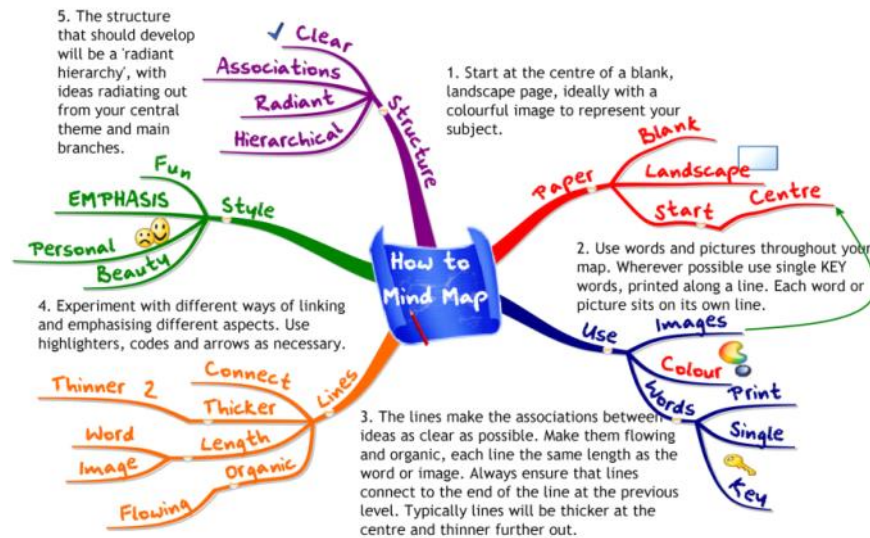 5. The structure
that should develop
will be a 'radiant
hierarchy', with
ideas radiating out
from your central
theme and main
branches.
Clear
Associations
Radiant
Hierarchical
Structure
1. Start at the centre of a blank,
landscape page, ideally with a
colourful image to represent your
subject.
Paper
Blank
Landscape
Start
Centre
Fun
EMPHASIS
Personal
Beauty
Style
How to
Mind Map
2. Use words and pictures throughout your
map. Wherever possible use single KEY
words, printed along a line. Each word or
picture sits on its own line.
Use
Images
Colour
Words
Print
Single
Key
4. Experiment with different ways of linking
and emphasising different aspects. Use
highlighters, codes and arrows as necessary.
Lines
Connect
Thinner 2
Thicker
Word
Length
Image
Organic
Flowing
3. The lines make the associations between
ideas as clear as possible. Make them flowing
and organic, each line the same length as the
word or image. Always ensure that lines
connect to the end of the line at the previous
level. Typically lines will be thicker at the
centre and thinner further out.